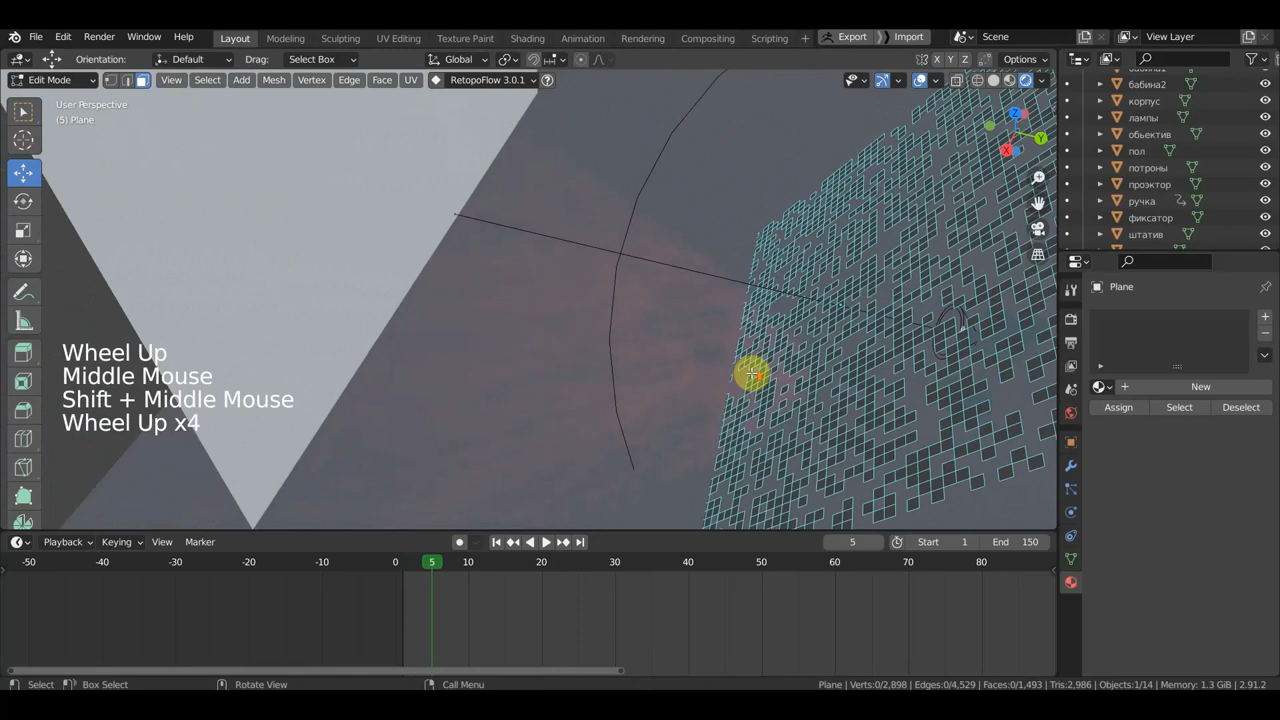 File Edit Render Window Help Layout Modeling Sculpting UV Editing Texture Paint Shading Animation Rendering Compositing Scripting + Export Import Scene View Layer
Orientation: Default Drag: Select Box Global X Y Z Options
Edit Mode View Select Add Mesh Vertex Edge Face UV RetopoFlow 3.0.1
бабина2
корпус
лампы
обьектив
пол
потроны
проэктор
ручка
фиксатор
штатив
User Perspective
(5) Plane
Z
Y
X
Plane
New
Assign Select Deselect
Wheel Up
Middle Mouse
Shift + Middle Mouse
Wheel Up x4
Playback Keying View Marker 5 Start 1 End 150
-50 -40 -30 -20 -10 0 5 10 20 30 40 50 60 70 80
Select Box Select Rotate View Call Menu Plane | Verts:0/2,898 | Edges:0/4,529 | Faces:0/1,493 | Tris:2,986 | Objects:1/14 | Memory: 1.3 GiB | 2.91.2